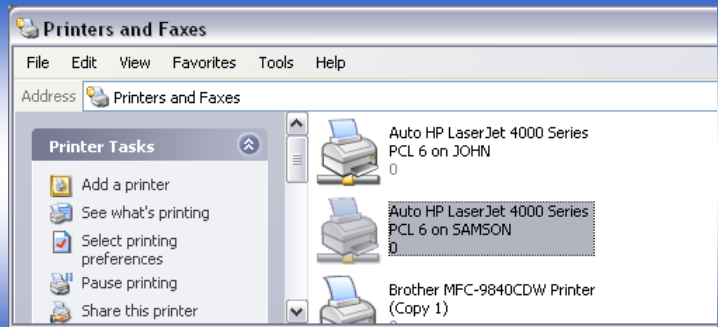 Printers and Faxes
File Edit View Favorites Tools Help
Address Printers and Faxes
Printer Tasks
Add a printer
See what's printing
Select printing
preferences
Pause printing
Share this printer
Auto HP LaserJet 4000 Series
PCL 6 on JOHN
0
Auto HP LaserJet 4000 Series
PCL 6 on SAMSON
0
Brother MFC-9840CDW Printer
(Copy 1)